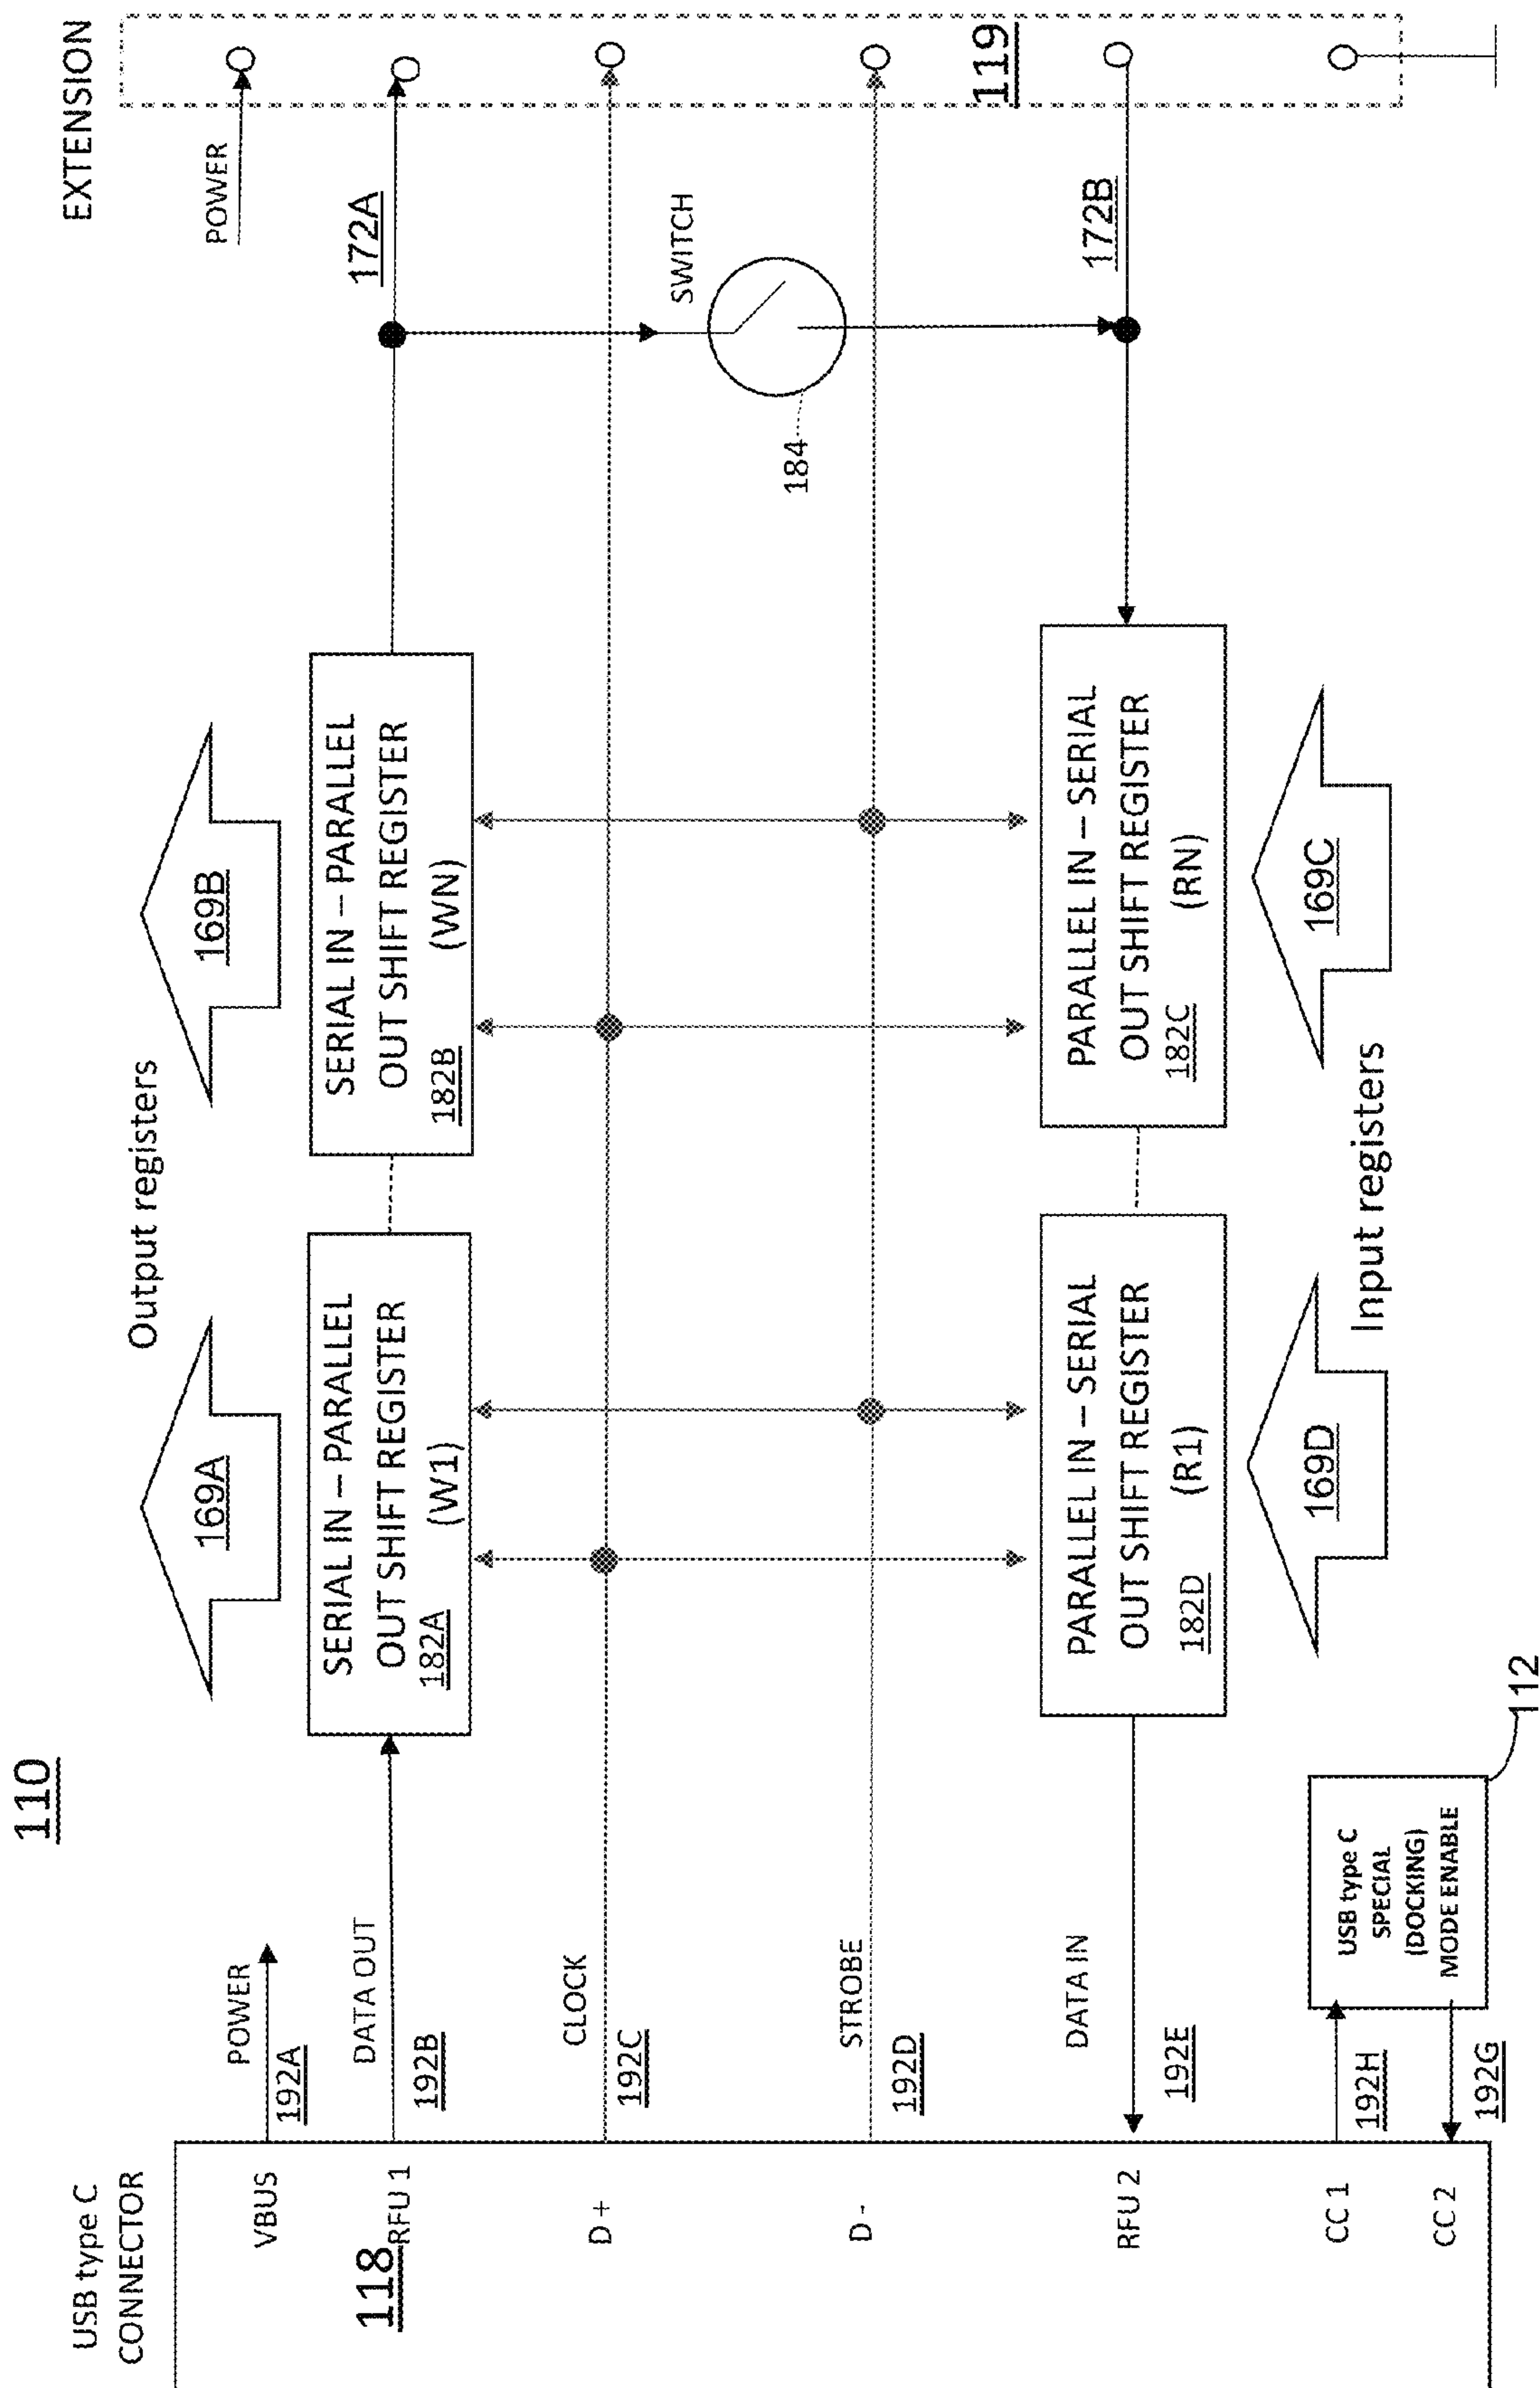 110
EXTENSION
USB type C
CONNECTOR
118
VBUS
RFU 1
D +
D -
RFU 2
CC 1
CC 2
POWER
192A
DATA OUT
192B
CLOCK
192C
STROBE
192D
DATA IN
192E
192H
192G
USB type C
SPECIAL
(DOCKING)
MODE ENABLE
112
Output registers
169A
169B
SERIAL IN – PARALLEL
OUT SHIFT REGISTER
(W1)
182A
SERIAL IN – PARALLEL
OUT SHIFT REGISTER
(WN)
182B
PARALLEL IN – SERIAL
OUT SHIFT REGISTER
(R1)
182D
PARALLEL IN – SERIAL
OUT SHIFT REGISTER
(RN)
182C
169D
169C
Input registers
POWER
172A
SWITCH
184
172B
119